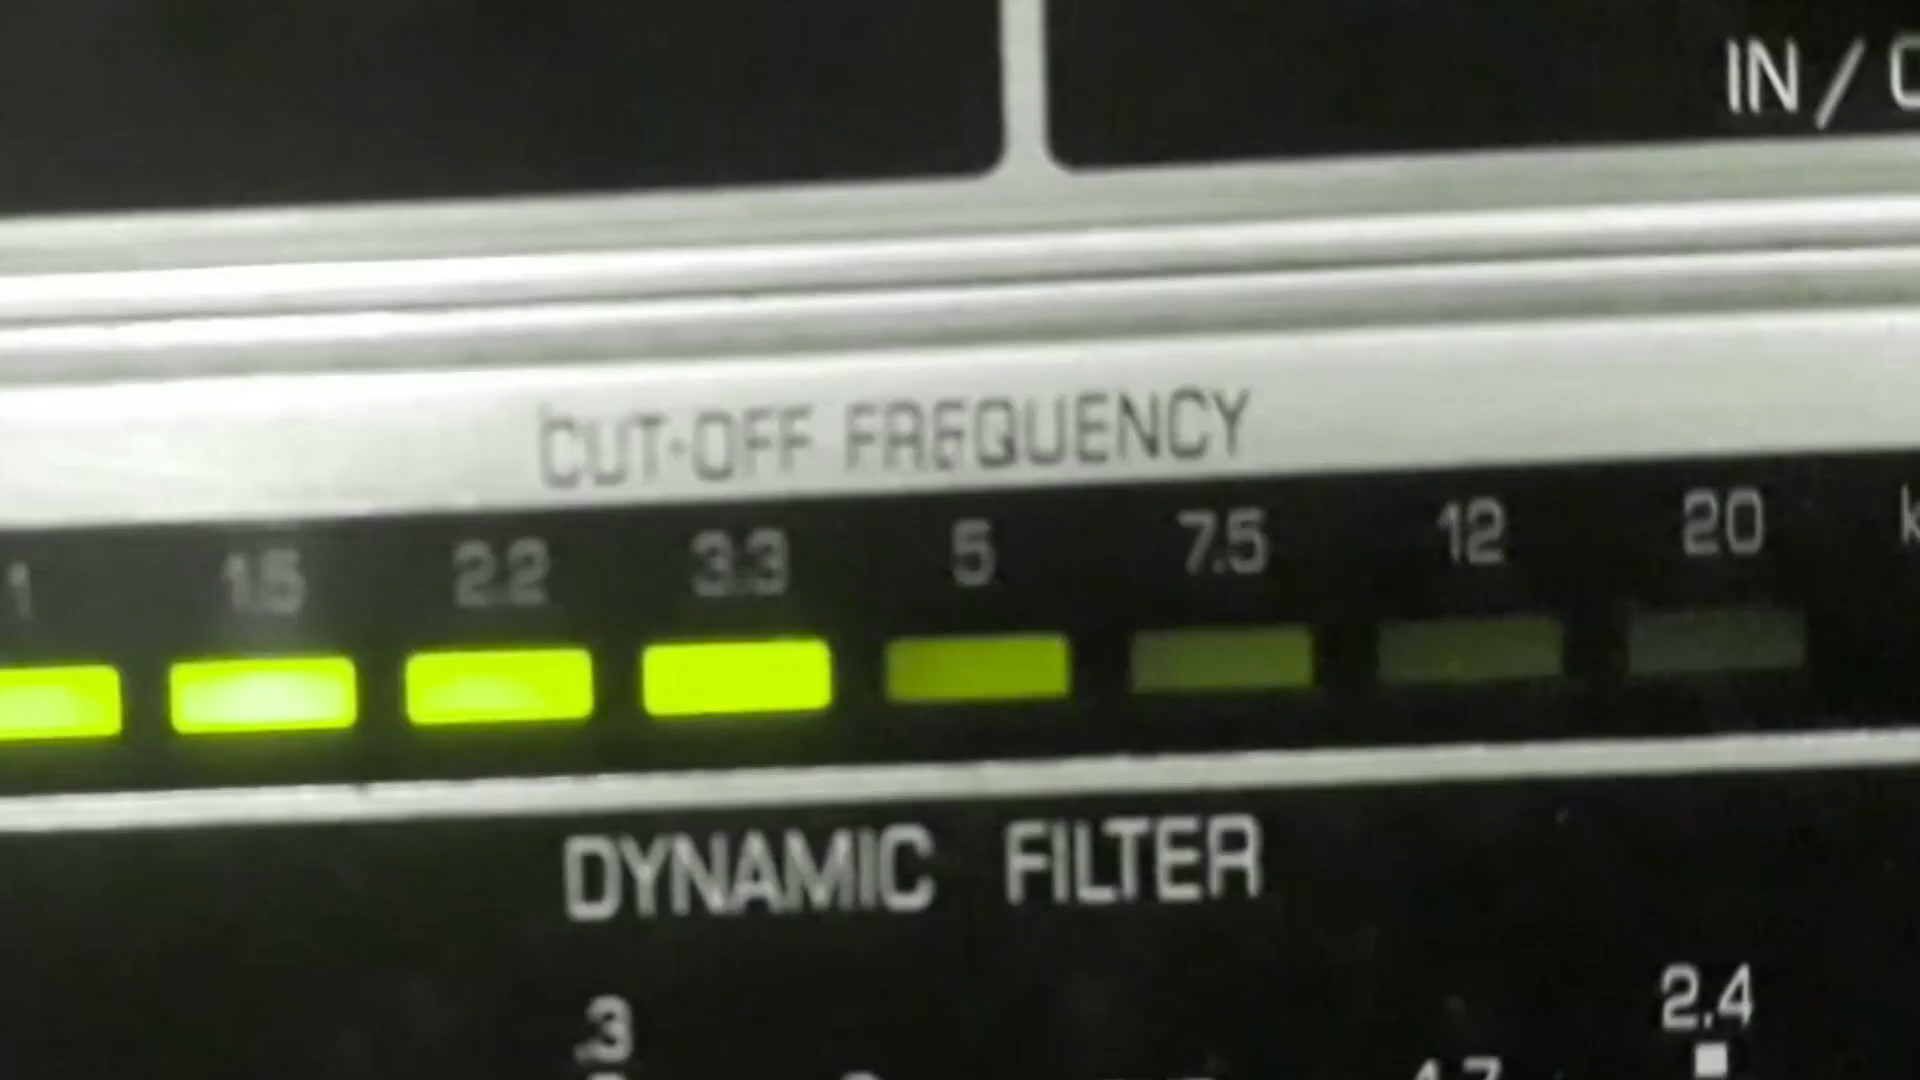 IN/
CUT-OFF FREQUENCY
1 1.5 2.2 3.3 5 7.5 12 20 k
DYNAMIC FILTER
2.4
.3